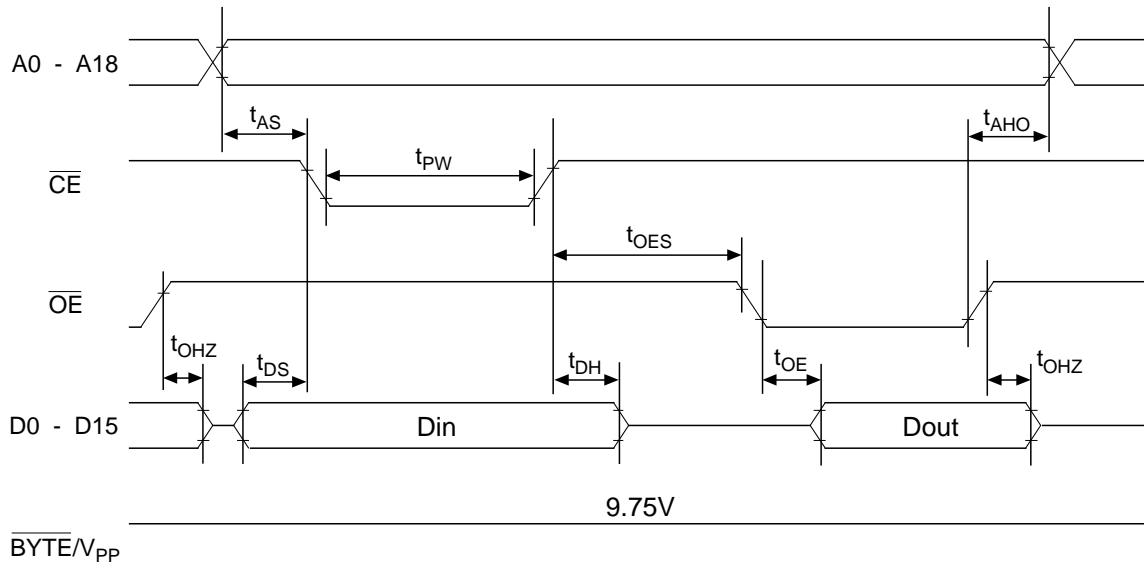 A0 - A18
tAS
tAHO
CE
tPW
tOES
OE
tOHZ
tDS
tDH
tOE
tOHZ
D0 - D15
Din
Dout
9.75V
BYTE/VPP